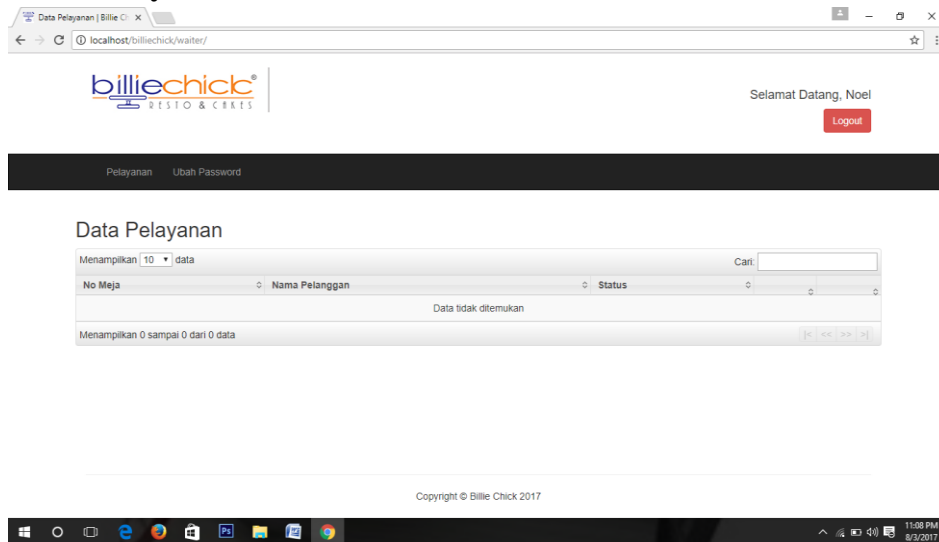 Data Pelayanan | Billie Ch
localhost/billiechick/waiter/
billiechick®
RESTO & CAKES
Selamat Datang, Noel
Logout
Pelayanan Ubah Password
Data Pelayanan
Menampilkan 10 data Cari:
No Meja Nama Pelanggan Status
Data tidak ditemukan
Menampilkan 0 sampai 0 dari 0 data |< << >> >|
Copyright © Billie Chick 2017
Ps
11:08 PM
8/3/2017